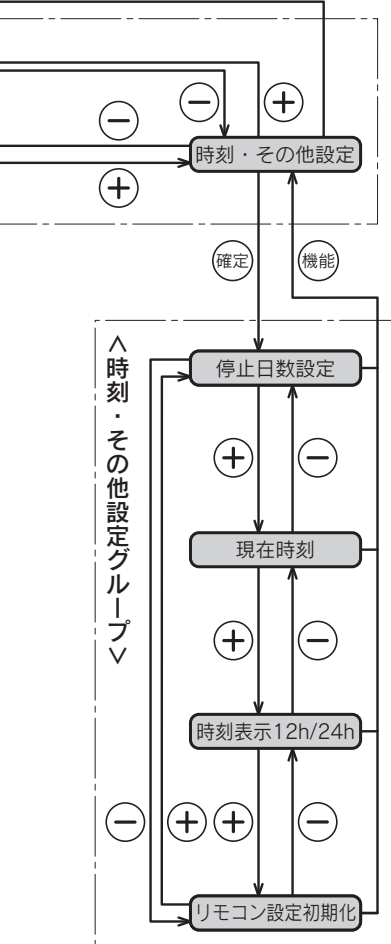 − +
−
時刻・その他設定
+
確定 機能
<時刻・その他設定グループ>
停止日数設定
+ −
現在時刻
+ −
時刻表示12h/24h
− + + −
リモコン設定初期化